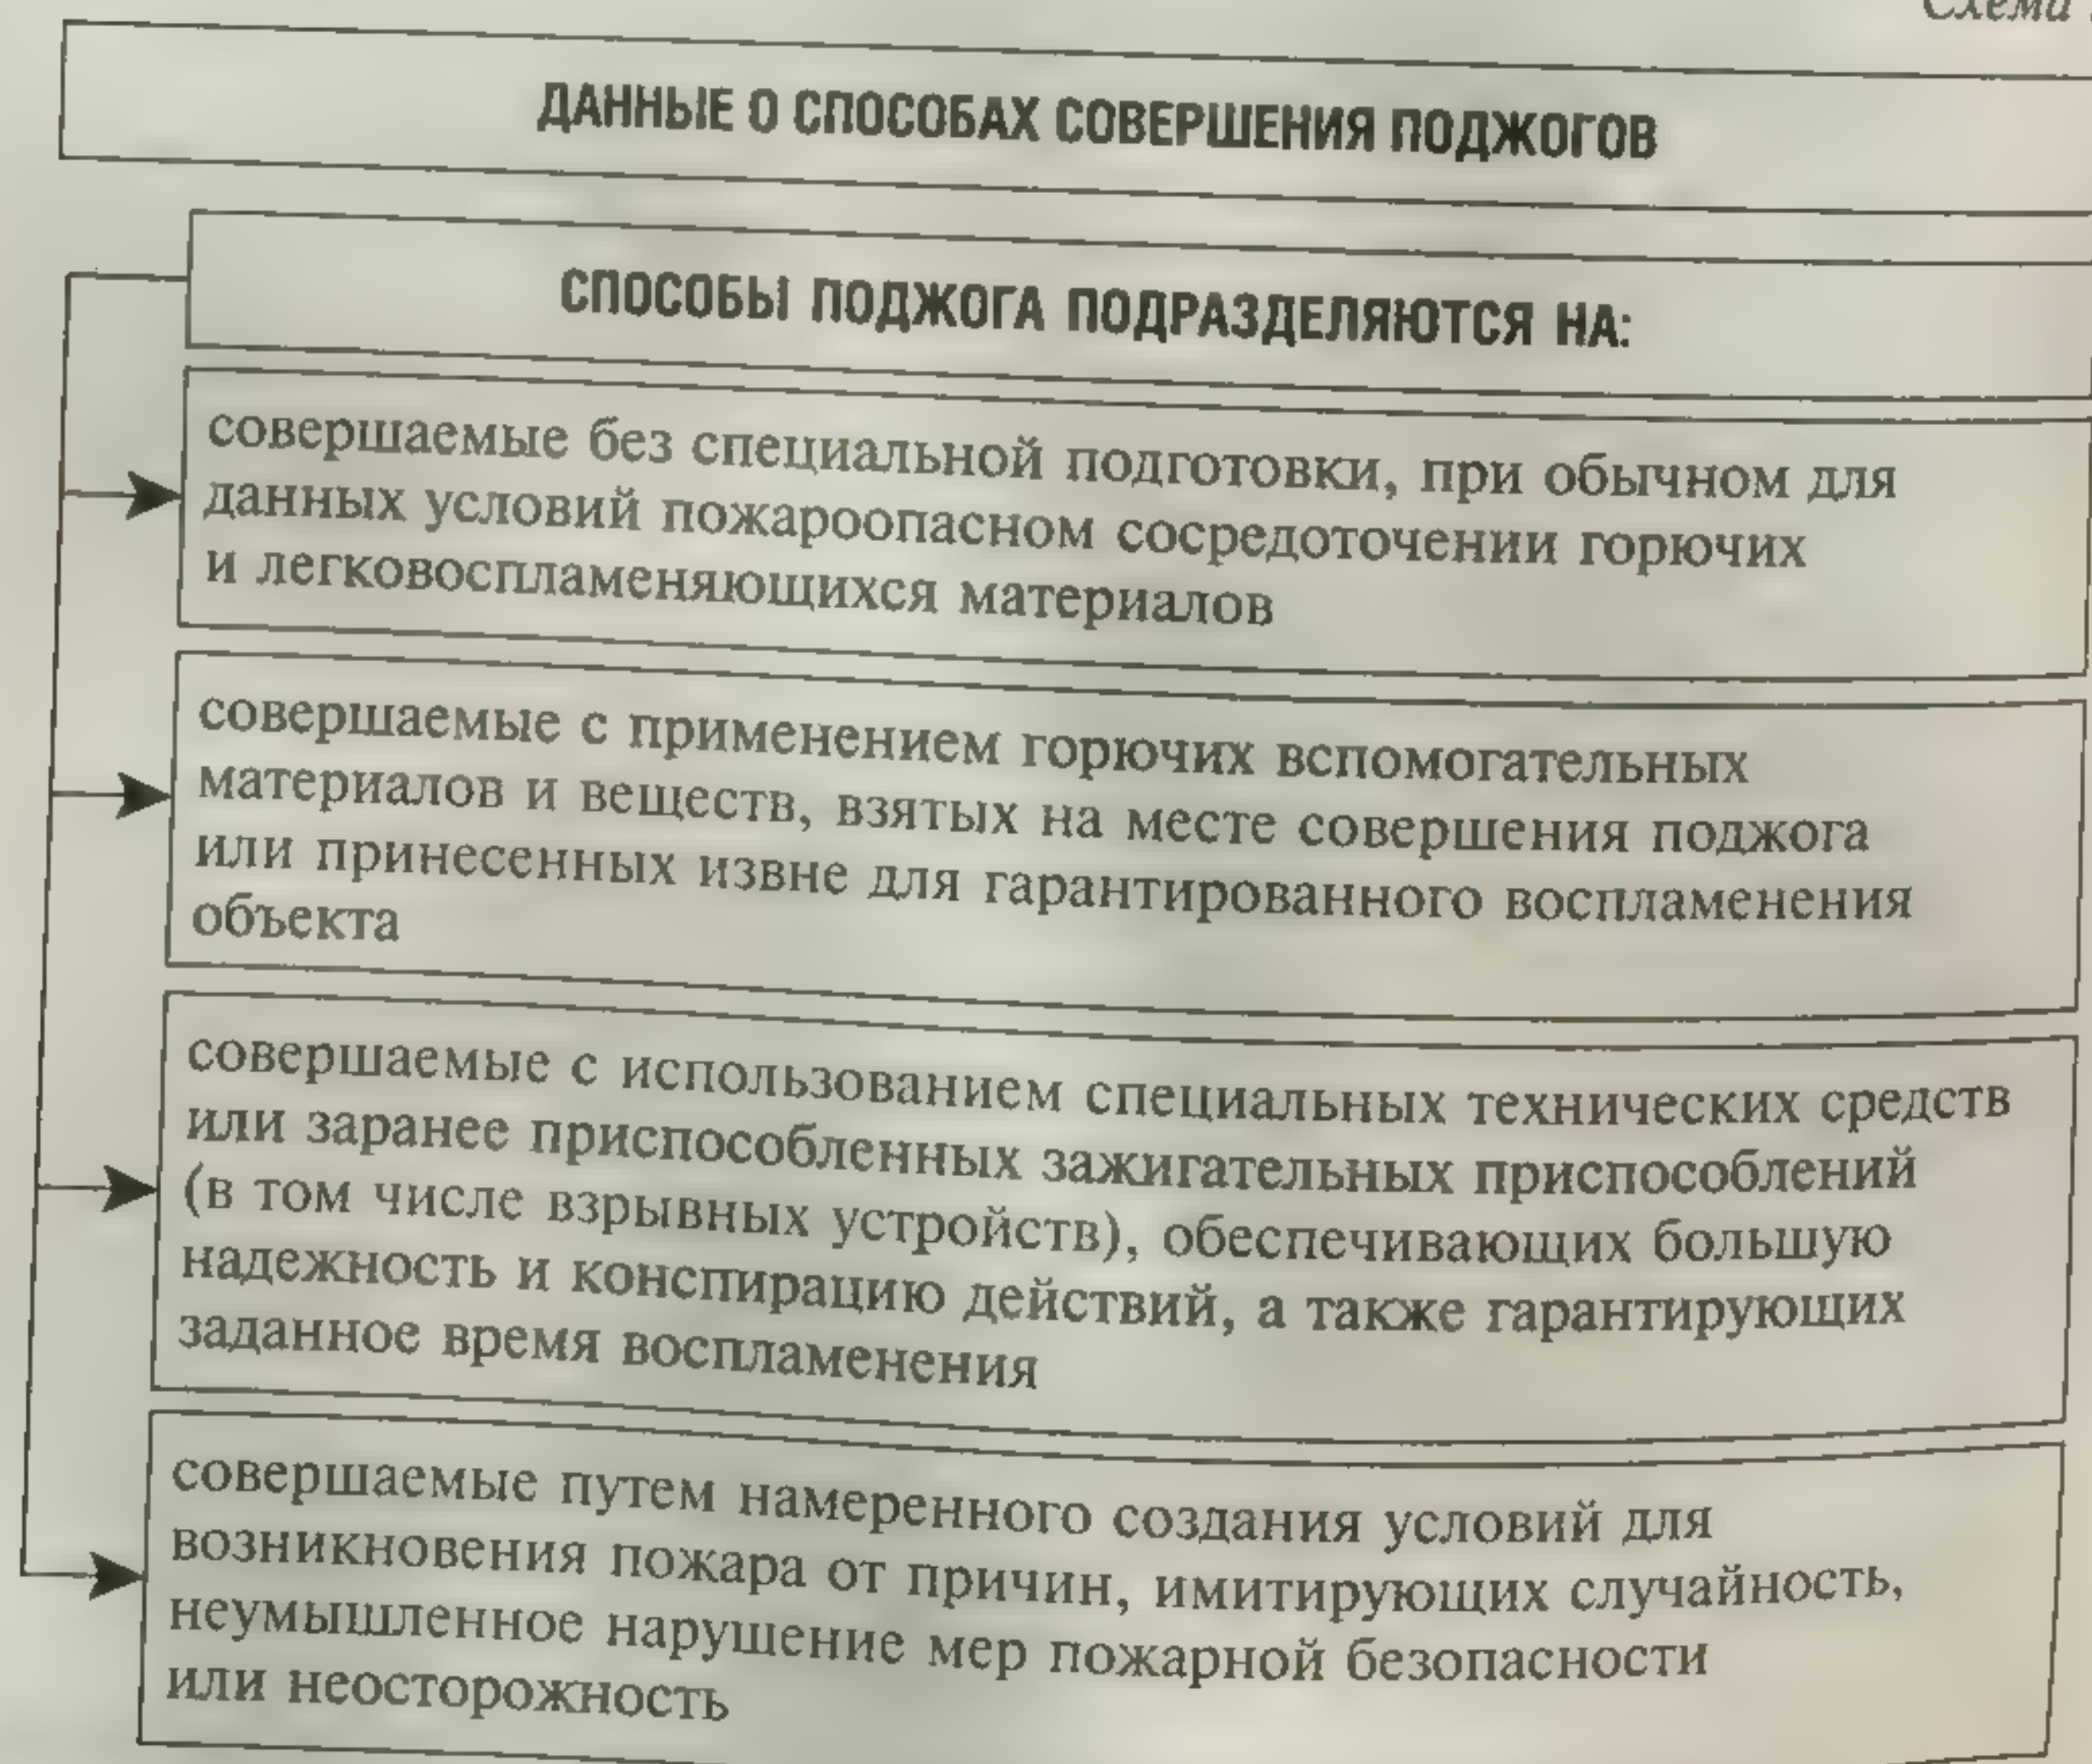 Схема
ДАННЫЕ О СПОСОБАХ СОВЕРШЕНИЯ ПОДЖОГОВ
СПОСОБЫ ПОДЖОГА ПОДРАЗДЕЛЯЮТСЯ НА:
совершаемые без специальной подготовки, при обычном для
данных условий пожароопасном сосредоточении горючих
и легковоспламеняющихся материалов
совершаемые с применением горючих вспомогательных
материалов и веществ, взятых на месте совершения поджога
или принесенных извне для гарантированного воспламенения
объекта
совершаемые с использованием специальных технических средств
или заранее приспособленных зажигательных приспособлений
(в том числе взрывных устройств), обеспечивающих большую
надежность и конспирацию действий, а также гарантирующих
заданное время воспламенения
совершаемые путем намеренного создания условий для
возникновения пожара от причин, имитирующих случайность,
неумышленное нарушение мер пожарной безопасности
или неосторожность